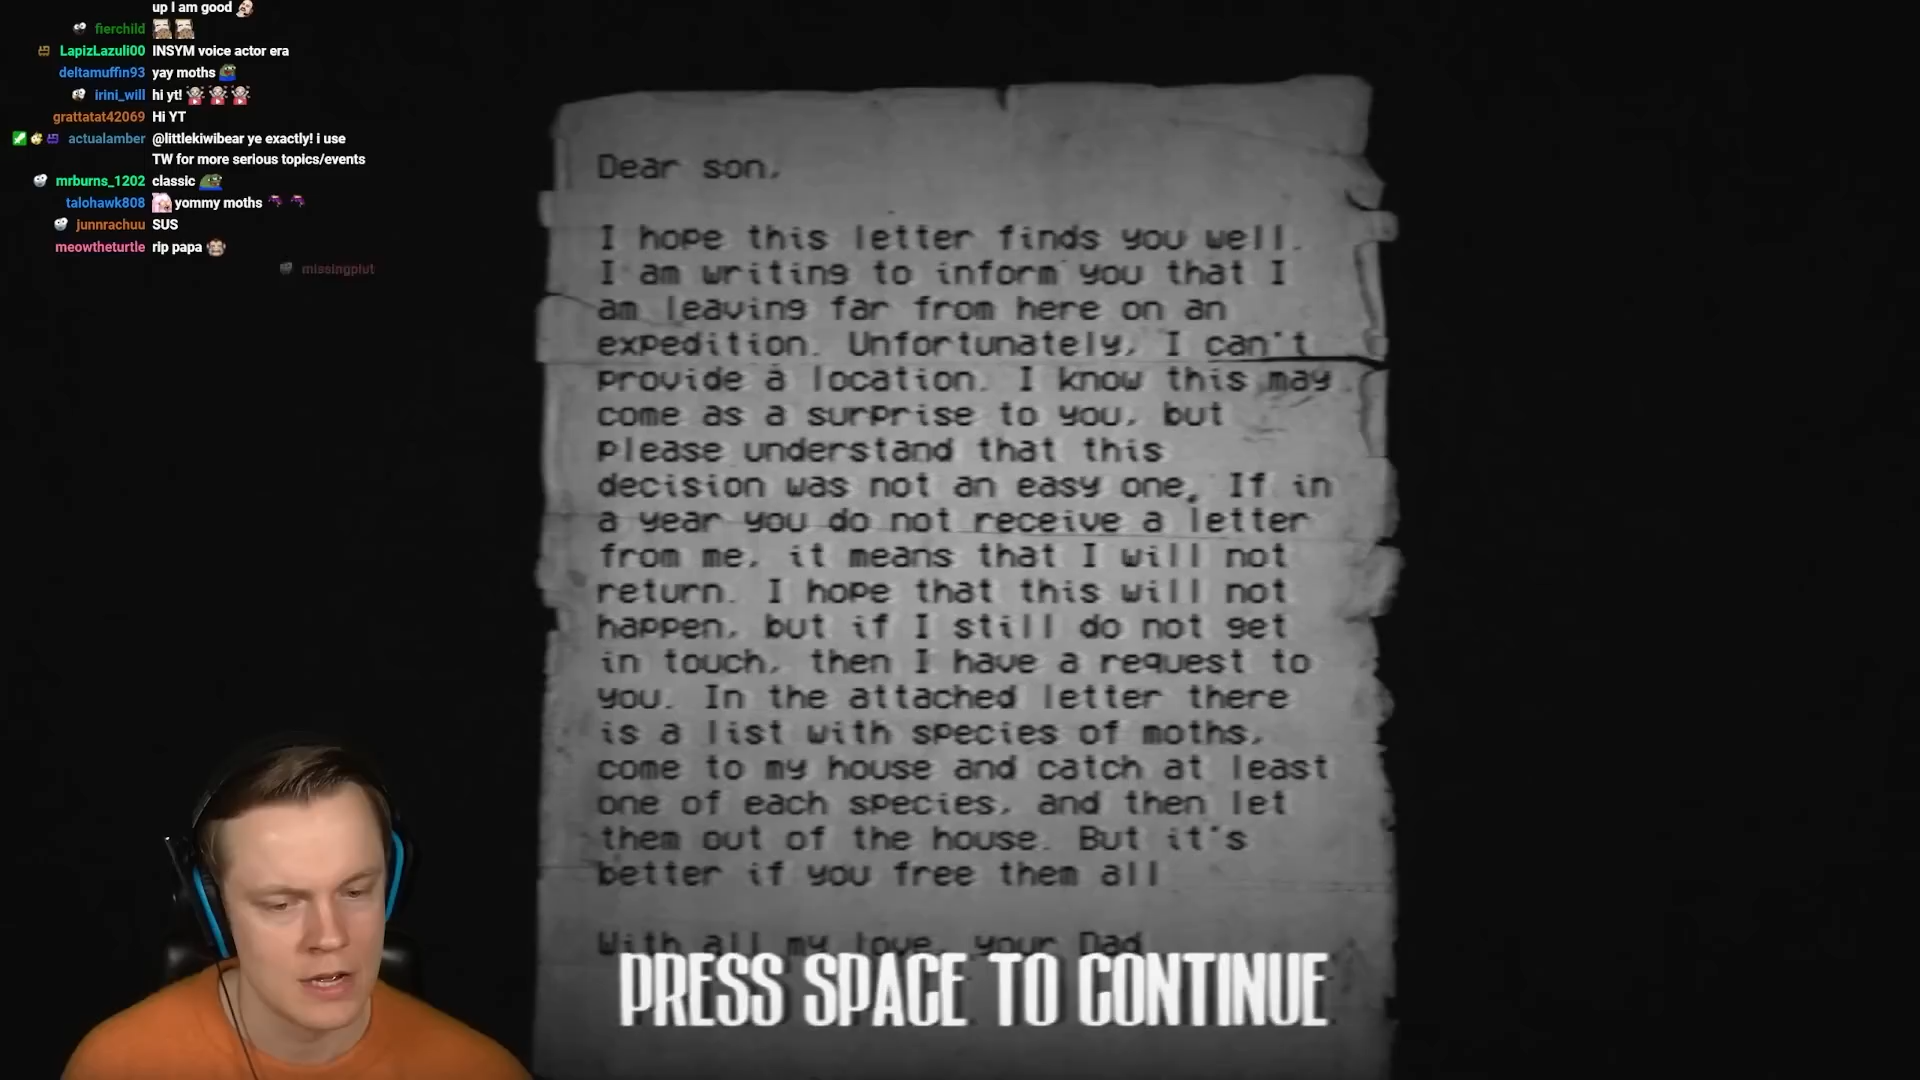 up I am good
fierchild
LapizLazuli00 INSYM voice actor era
deltamuffin93 yay moths
irini_will hi yt!
grattatat42069 Hi YT
actualamber @littlekiwibear ye exactly! i use
TW for more serious topics/events
mrburns_1202 classic
talohawk808 yommy moths
junnrachuu SUS
meowtheturtle rip papa
missingplut
Dear son,
I hope this letter finds you well.
I am writing to inform you that I
am leaving far from here on an
expedition. Unfortunately, I can't
provide a location. I know this may
come as a surprise to you, but
please understand that this
decision was not an easy one, If in
a year you do not receive a letter
from me, it means that I will not
return. I hope that this will not
happen, but if I still do not get
in touch, then I have a request to
you. In the attached letter there
is a list with species of moths,
come to my house and catch at least
one of each species, and then let
them out of the house. But it's
better if you free them all
With all my love, your Dad
PRESS SPACE TO CONTINUE